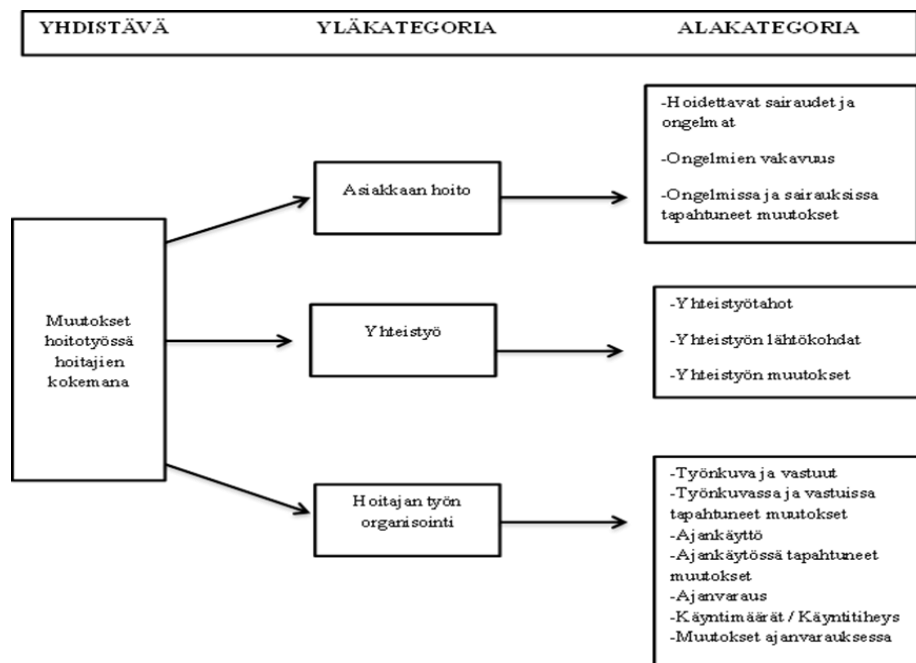 YHDISTÄVÄ YLÄKATEGORIA ALAKATEGORIA
Muutokset
hoitotyössä
hoitajien
kokemana
Asiakkaan hoito
-Hoidettavat sairaudet ja
ongelmat
-Ongelmien vakavuus
-Ongelmissa ja sairauksissa
tapahtuneet muutokset
Yhteistyö
-Yhteistyötahot
-Yhteistyön lähtökohdat
-Yhteistyön muutokset
Hoitajan työn
organisointi
-Työnkuva ja vastuut
-Työnkuvassa ja vastuissa
tapahtuneet muutokset
-Ajankäyttö
-Ajankäytössä tapahtuneet
muutokset
-Ajanvaraus
-Käyntimäärät / Käyntitiheys
-Muutokset ajanvarauksessa